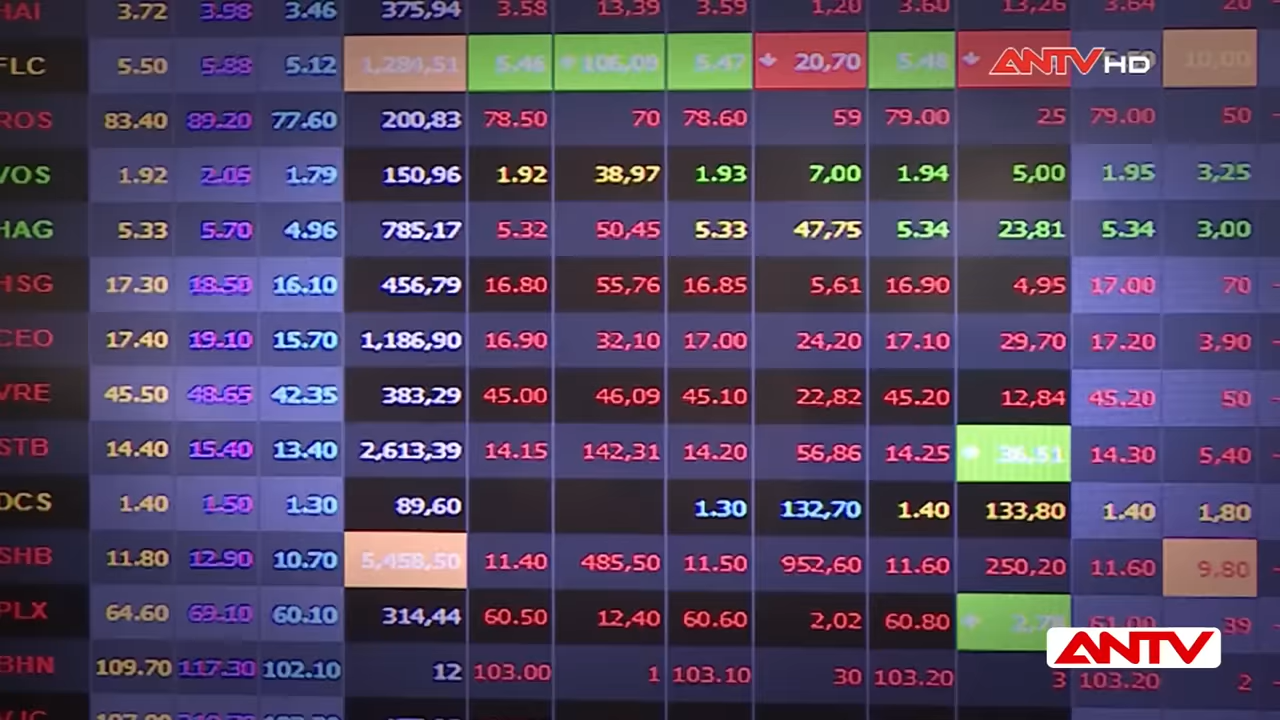 HAI 3.72 3.98 3.46 375,94 3.58 13,39 3.59 1,20 3.60 13,26 3.64 20
FLC 5.50 5.88 5.12 1,284,51 5.46 106,09 5.47 20,70 5.48 10,00
ANTV HD
ROS 83.40 89.20 77.60 200,83 78.50 70 78.60 59 79.00 25 79.00 50
VOS 1.92 2.05 1.79 150,96 1.92 38,97 1.93 7,00 1.94 5,00 1.95 3,25
HAG 5.33 5.70 4.96 785,17 5.32 50,45 5.33 47,75 5.34 23,81 5.34 3,00
HSG 17.30 18.50 16.10 456,79 16.80 55,76 16.85 5,61 16.90 4,95 17.00 70
CEO 17.40 19.10 15.70 1,186,90 16.90 32,10 17.00 24,20 17.10 29,70 17.20 3,90
VRE 45.50 48.65 42.35 383,29 45.00 46,09 45.10 22,82 45.20 12,84 45.20 50
STB 14.40 15.40 13.40 2,613,39 14.15 142,31 14.20 56,86 14.25 36,51 14.30 5,40
OCS 1.40 1.50 1.30 89,60 1.30 132,70 1.40 133,80 1.40 1,80
SHB 11.80 12.90 10.70 5,458,50 11.40 485,50 11.50 952,60 11.60 250,20 11.60 9,80
PLX 64.60 69.10 60.10 314,44 60.50 12,40 60.60 2,02 60.80 61.00 39
ANTV
BHN 109.70 117.30 102.10 12 103.00 1 103.10 30 103.20 3 103.20 2